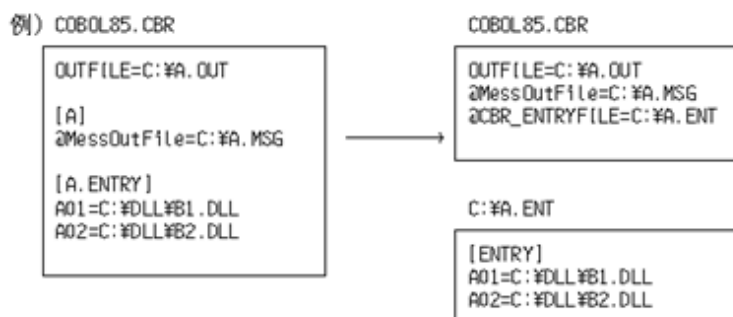 例) COBOL85.CBR
OUTFILE=C:¥A.OUT
[A]
@MessOutFile=C:¥A.MSG
[A.ENTRY]
A01=C:¥DLL¥B1.DLL
A02=C:¥DLL¥B2.DLL
COBOL85.CBR
OUTFILE=C:¥A.OUT
@MessOutFile=C:¥A.MSG
@CBR_ENTRYFILE=C:¥A.ENT
C:¥A.ENT
[ENTRY]
A01=C:¥DLL¥B1.DLL
A02=C:¥DLL¥B2.DLL